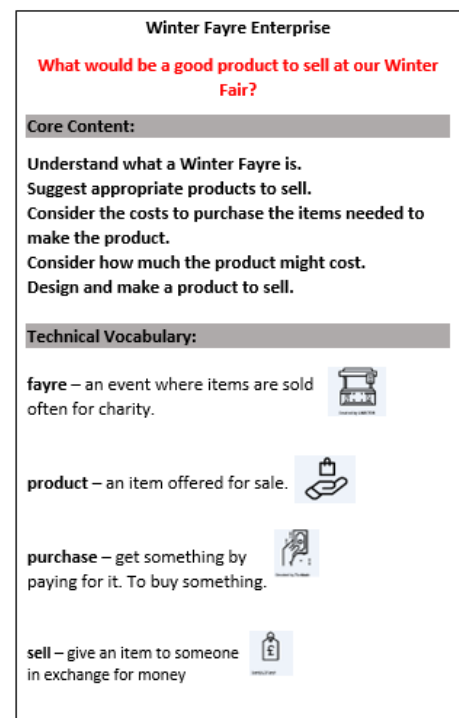 Winter Fayre Enterprise
What would be a good product to sell at our Winter
Fair?
Core Content:
Understand what a Winter Fayre is.
Suggest appropriate products to sell.
Consider the costs to purchase the items needed to
make the product.
Consider how much the product might cost.
Design and make a product to sell.
Technical Vocabulary:
fayre – an event where items are sold
often for charity.
product – an item offered for sale.
purchase – get something by
paying for it. To buy something.
sell – give an item to someone
in exchange for money
£